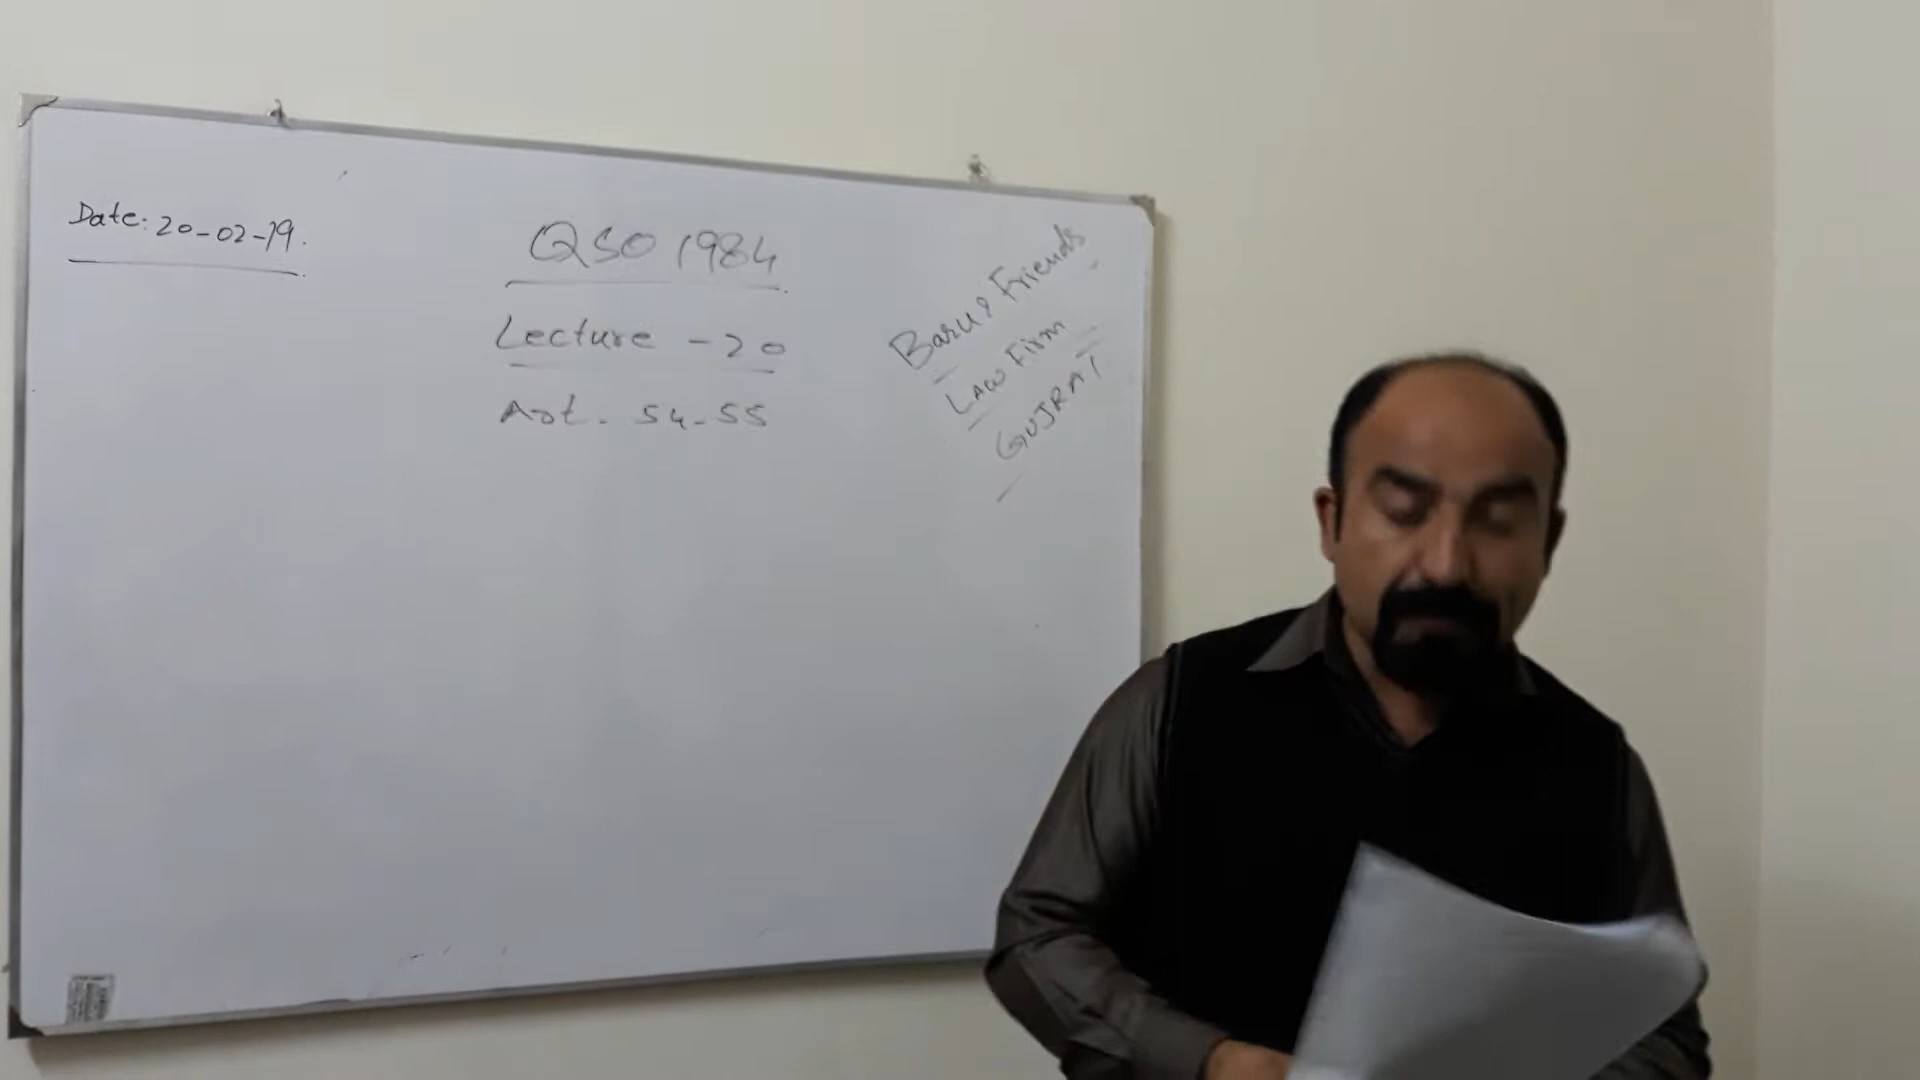 Date: 20-02-19.
QSO 1984
Lecture - 20
Art. 54-55
Baru & Friends
LAW Firm
GUJRAT